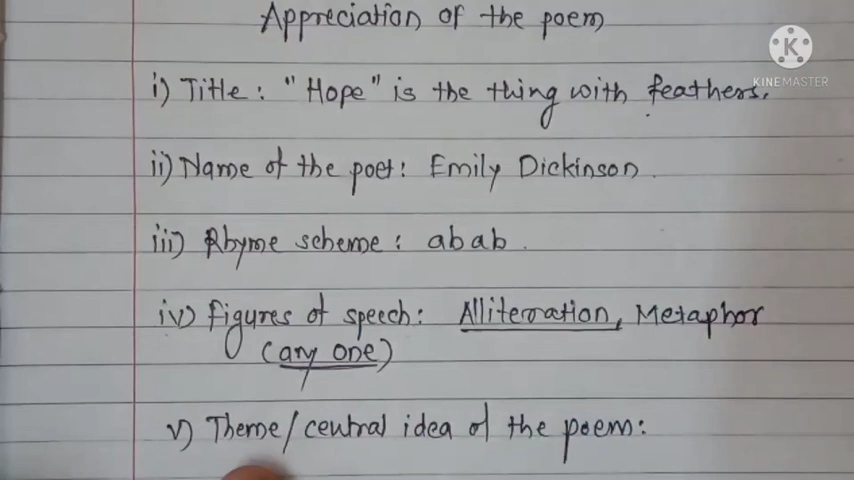 Appreciation of the poem
K
KINEMASTER
i) Title: "Hope" is the thing with feathers.
ii) Name of the poet: Emily Dickinson.
iii) Rhyme scheme: abab.
iv) Figures of speech: Alliteration, Metaphor
(any one)
v) Theme/central idea of the poem: